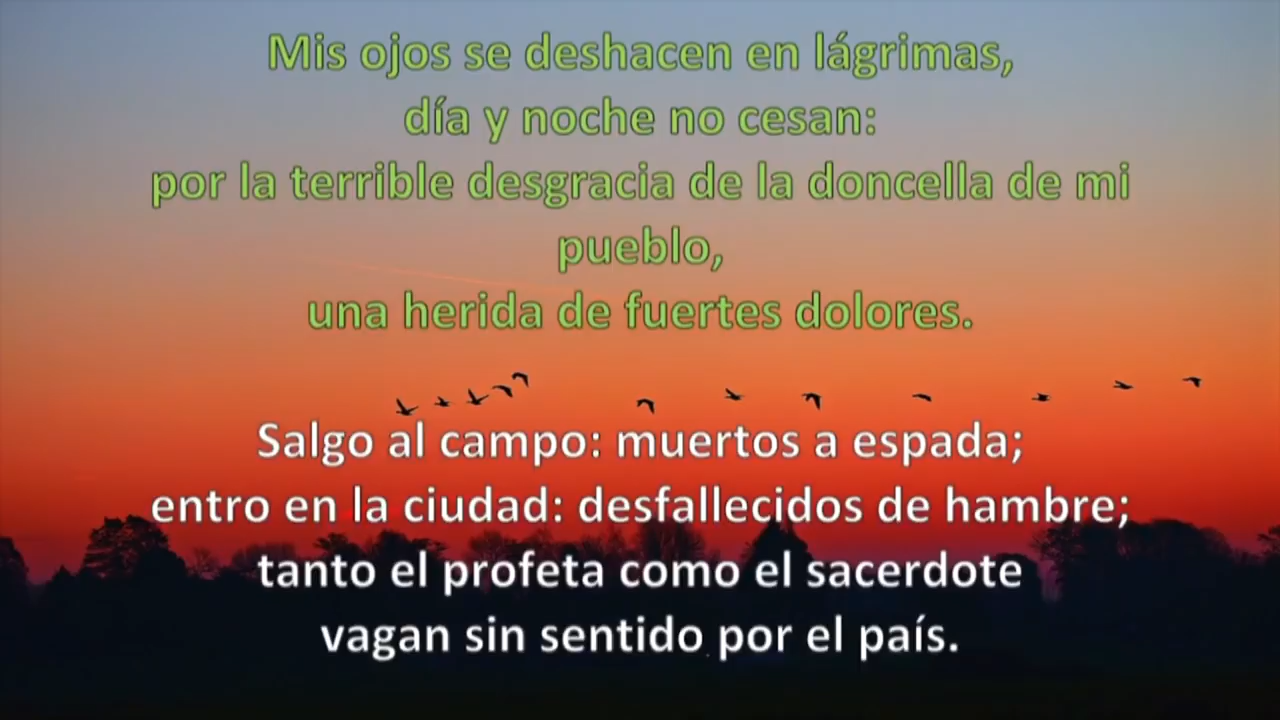 Mis ojos se deshacen en lágrimas,
día y noche no cesan:
por la terrible desgracia de la doncella de mi
pueblo,
una herida de fuertes dolores.
Salgo al campo: muertos a espada;
entro en la ciudad: desfallecidos de hambre;
tanto el profeta como el sacerdote
vagan sin sentido por el país.